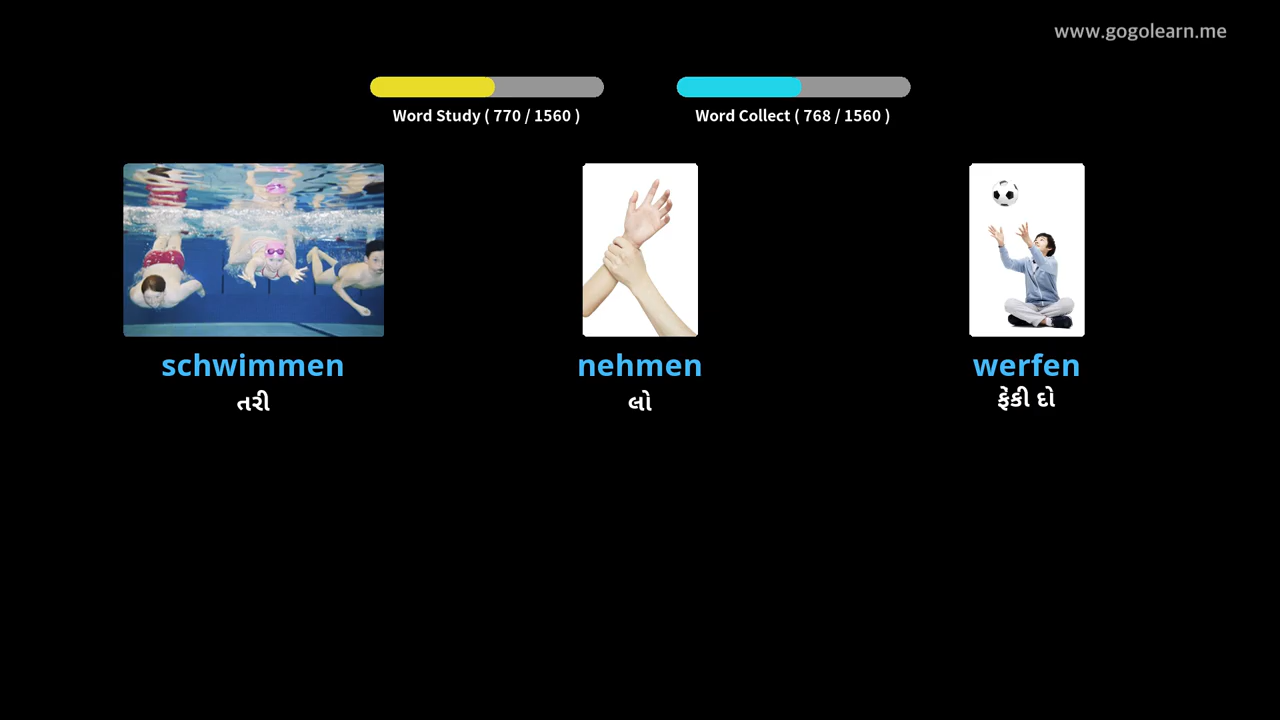 www.gogolearn.me
Word Study ( 770 / 1560 )
Word Collect ( 768 / 1560 )
schwimmen
તરી
nehmen
લો
werfen
ફેંકી દો